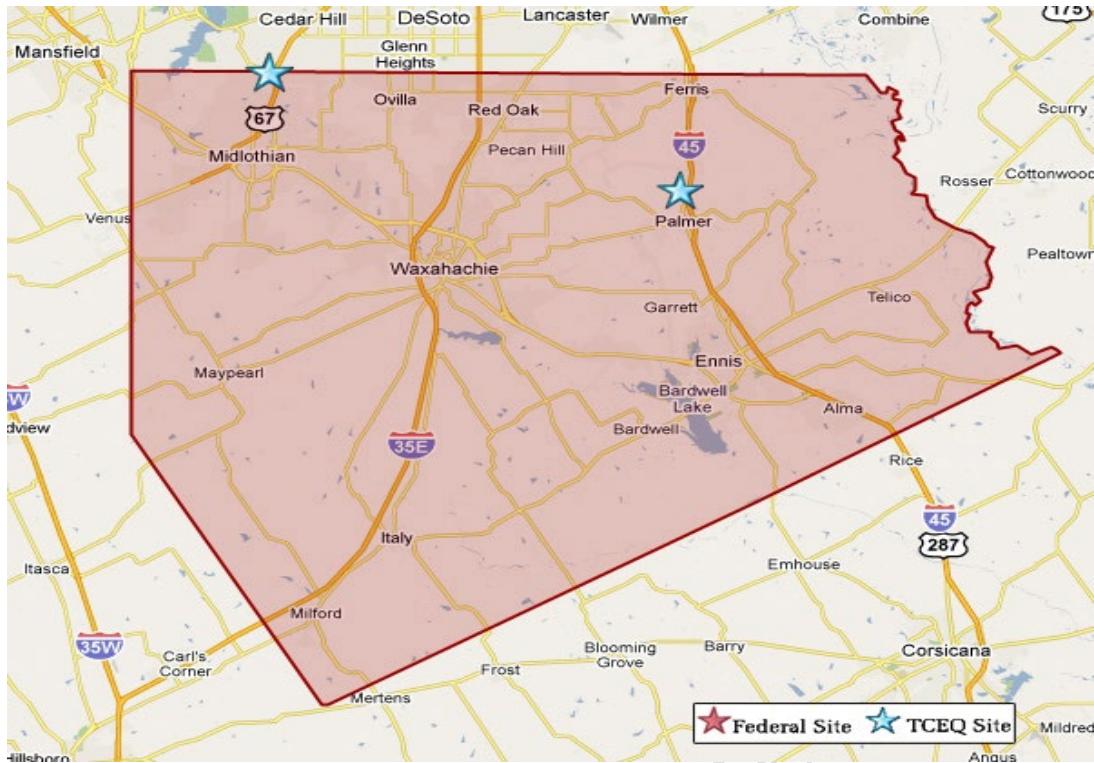 Cedar Hill
DeSoto
Lancaster
Wilmer
Combine
175
Mansfield
Glenn
Heights
Ovilla
Red Oak
Ferris
Scurry
67
Midlothian
Pecan Hill
45
Rosser
Cottonwood
Venus
Palmer
Waxahachie
Pealtown
Garrett
Telico
Maypearl
Ennis
Bardwell
Lake
Alma
W
dview
Bardwell
35E
Rice
45
287
Italy
Itasca
Emhouse
Milford
35W
Carl's
Corner
Frost
Blooming
Grove
Barry
Corsicana
Mertens
Federal Site
TCEQ Site
Mildred
Hillsboro
Angus